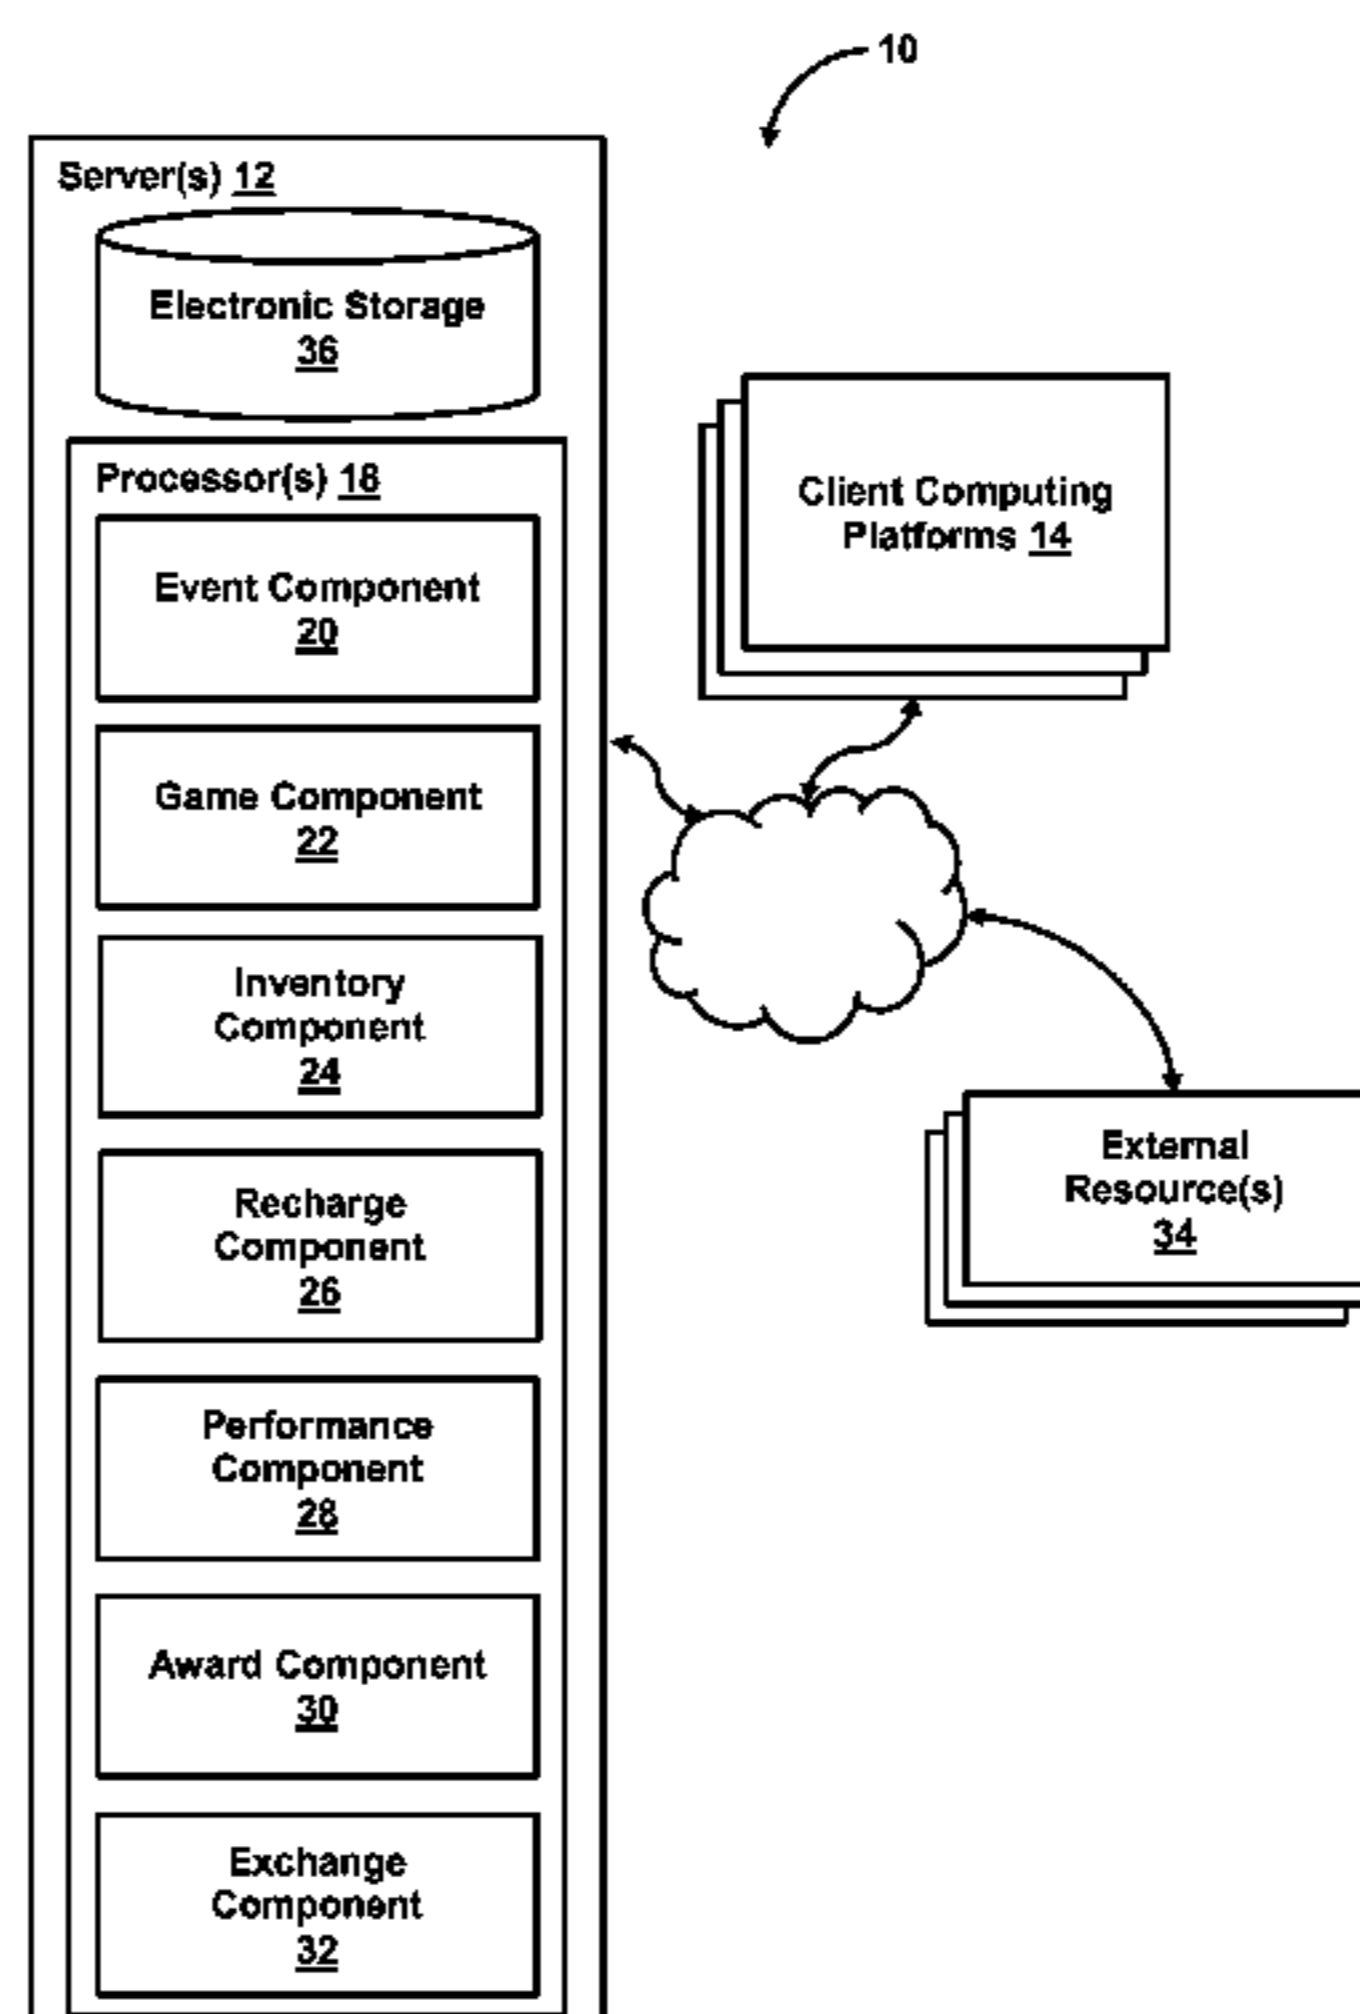 10
Server(s) 12
Electronic Storage
36
Processor(s) 18
Event Component
20
Game Component
22
Inventory
Component
24
Recharge
Component
26
Performance
Component
28
Award Component
30
Exchange
Component
32
Client Computing
Platforms 14
External
Resource(s)
34